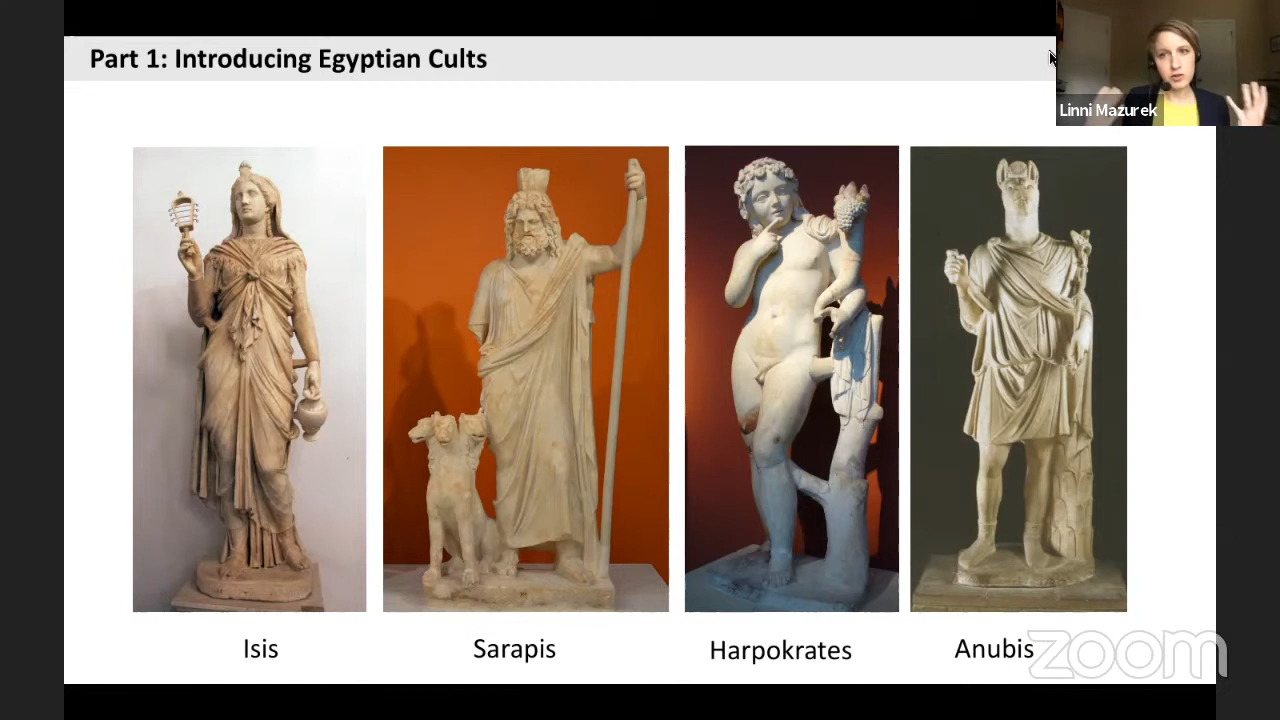 Part 1: Introducing Egyptian Cults
Linni Mazurek
Isis
Sarapis
Harpokrates
Anubis
zoom